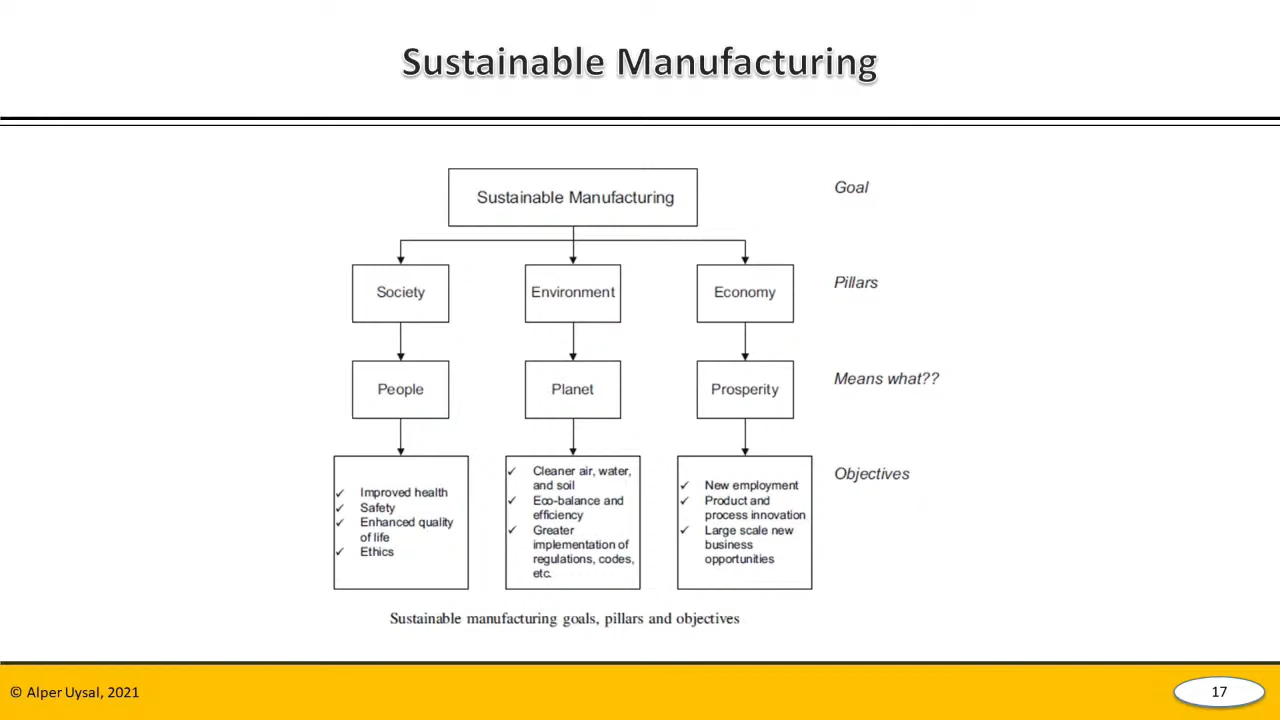 Sustainable Manufacturing
Sustainable Manufacturing
Goal
Society
Environment
Economy
Pillars
People
Planet
Prosperity
Means what??
✓ Improved health
✓ Safety
✓ Enhanced quality
of life
✓ Ethics
✓ Cleaner air, water,
and soil
✓ Eco-balance and
efficiency
✓ Greater
implementation of
regulations, codes,
etc.
✓ New employment
✓ Product and
process innovation
✓ Large scale new
business
opportunities
Objectives
Sustainable manufacturing goals, pillars and objectives
© Alper Uysal, 2021
17